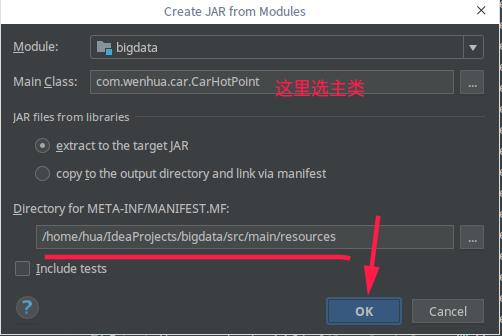 Create JAR from Modules
Module: bigdata
Main Class: com.wenhua.car.CarHotPoint 这里选主类 ...
JAR files from libraries
extract to the target JAR
copy to the output directory and link via manifest
Directory for META-INF/MANIFEST.MF:
/home/hua/IdeaProjects/bigdata/src/main/resources ...
Include tests
? OK Cancel